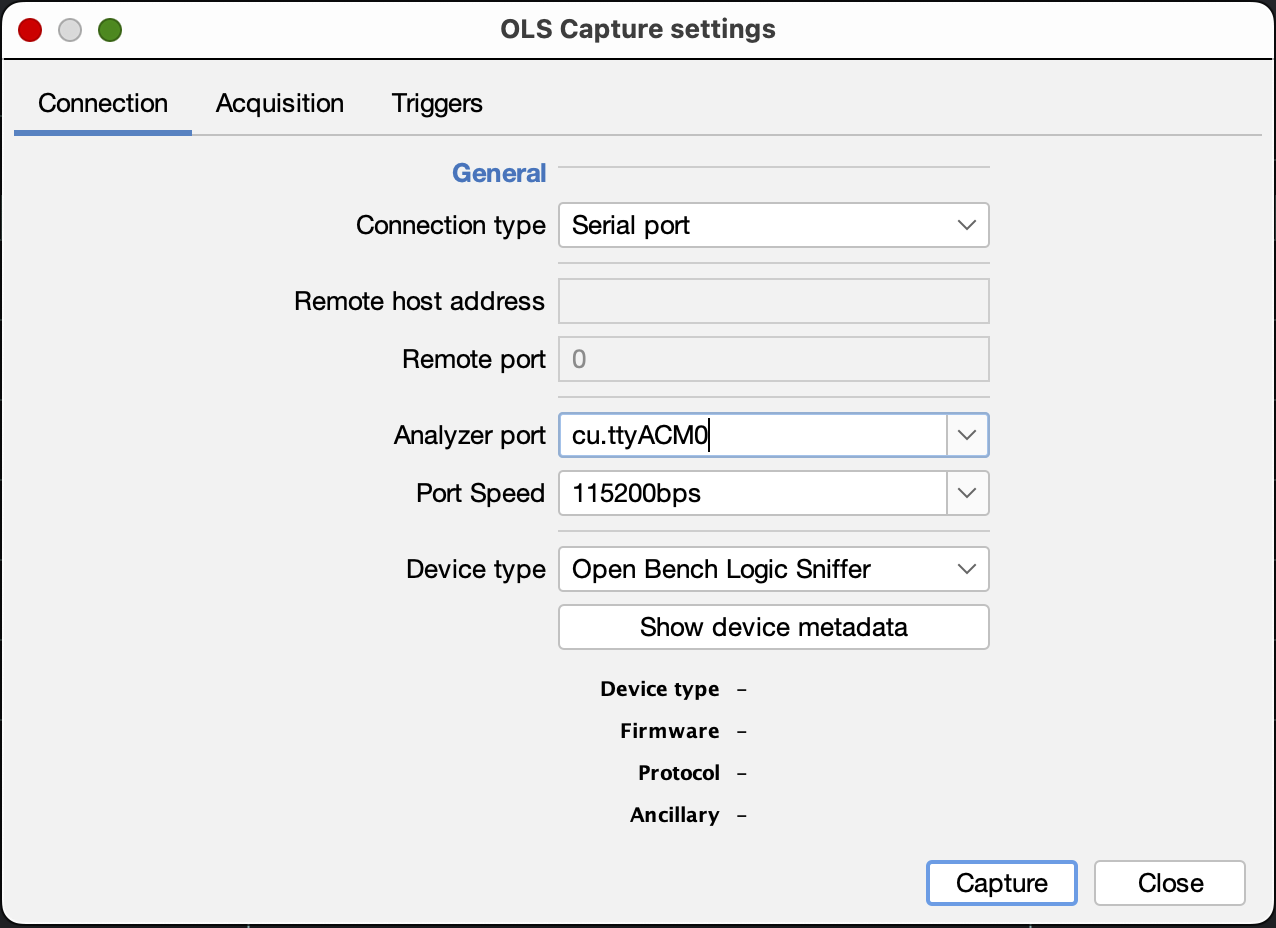 OLS Capture settings
Connection Acquisition Triggers
General
Connection type Serial port
Remote host address
Remote port 0
Analyzer port cu.ttyACM0
Port Speed 115200bps
Device type Open Bench Logic Sniffer
Show device metadata
Device type –
Firmware –
Protocol –
Ancillary –
Capture Close